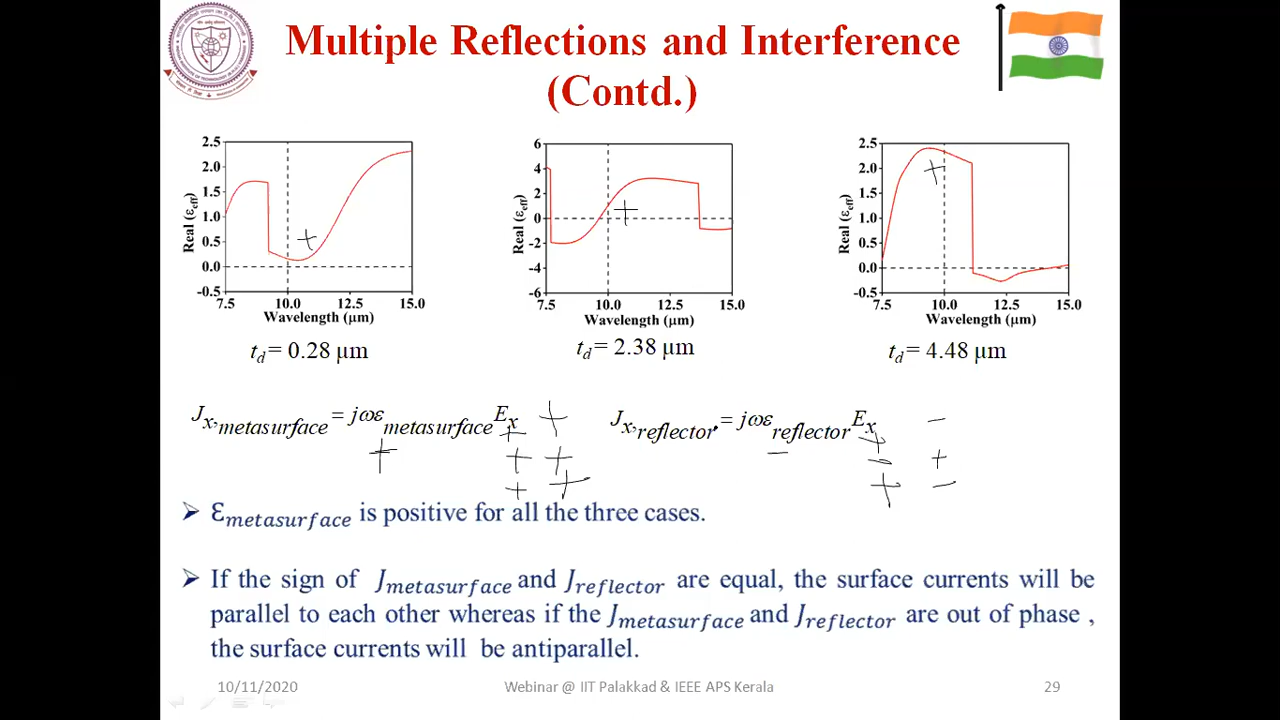 Multiple Reflections and Interference
(Contd.)
2.5
2.0
1.5
1.0
0.5
0.0
-0.5
Real (εeff)
7.5 10.0 12.5 15.0
Wavelength (μm)
td= 0.28 μm
+
6
4
2
0
-2
-4
-6
Real (εeff)
7.5 10.0 12.5 15.0
Wavelength (μm)
td= 2.38 μm
+
2.5
2.0
1.5
1.0
0.5
0.0
-0.5
Real (εeff)
7.5 10.0 12.5 15.0
Wavelength (μm)
td= 4.48 μm
+
Jx,metasurface = jωεmetasurfaceEx + Jx,reflector, = jωεreflectorEx −
+ + + − + −
+ + + − +
+ + + −
➤ Ɛmetasurface is positive for all the three cases.
➤ If the sign of Jmetasurface and Jreflector are equal, the surface currents will be
parallel to each other whereas if the Jmetasurface and Jreflector are out of phase ,
the surface currents will be antiparallel.
10/11/2020 Webinar @ IIT Palakkad & IEEE APS Kerala 29